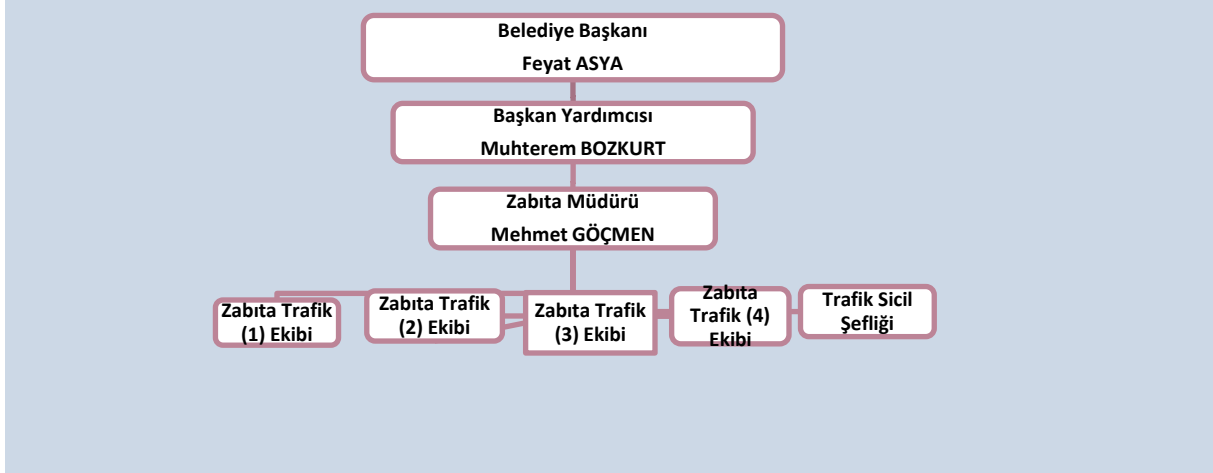 Belediye Başkanı
Feyat ASYA
Başkan Yardımcısı
Muhterem BOZKURT
Zabıta Müdürü
Mehmet GÖÇMEN
Zabıta Trafik
(1) Ekibi
Zabıta Trafik
(2) Ekibi
Zabıta Trafik
(3) Ekibi
Zabıta
Trafik (4)
Ekibi
Trafik Sicil
Şefliği